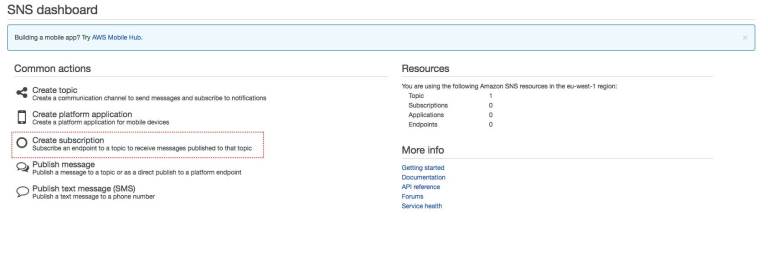 SNS dashboard
Building a mobile app? Try AWS Mobile Hub.
×
Common actions
Create topic
Create a communication channel to send messages and subscribe to notifications
Create platform application
Create a platform application for mobile devices
Create subscription
Subscribe an endpoint to a topic to receive messages published to that topic
Publish message
Publish a message to a topic or as a direct publish to a platform endpoint
Publish text message (SMS)
Publish a text message to a phone number
Resources
You are using the following Amazon SNS resources in the eu-west-1 region:
Topic 1
Subscriptions 0
Applications 0
Endpoints 0
More info
Getting started
Documentation
API reference
Forums
Service health